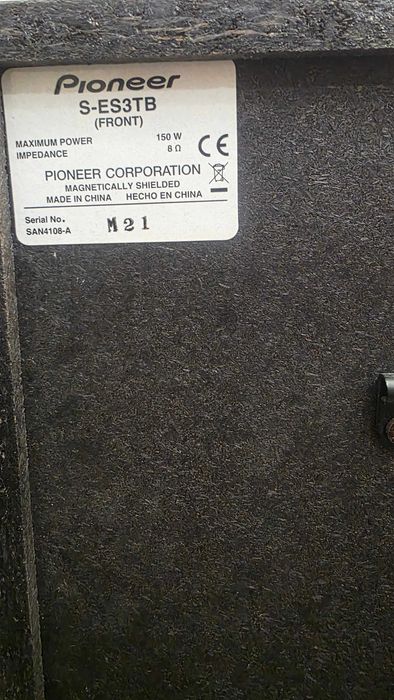 Pioneer
S-ES3TB
(FRONT)
MAXIMUM POWER 150 W
IMPEDANCE 8 Ω
CE
PIONEER CORPORATION
MAGNETICALLY SHIELDED
MADE IN CHINA HECHO EN CHINA
Serial No. M21
SAN4108-A